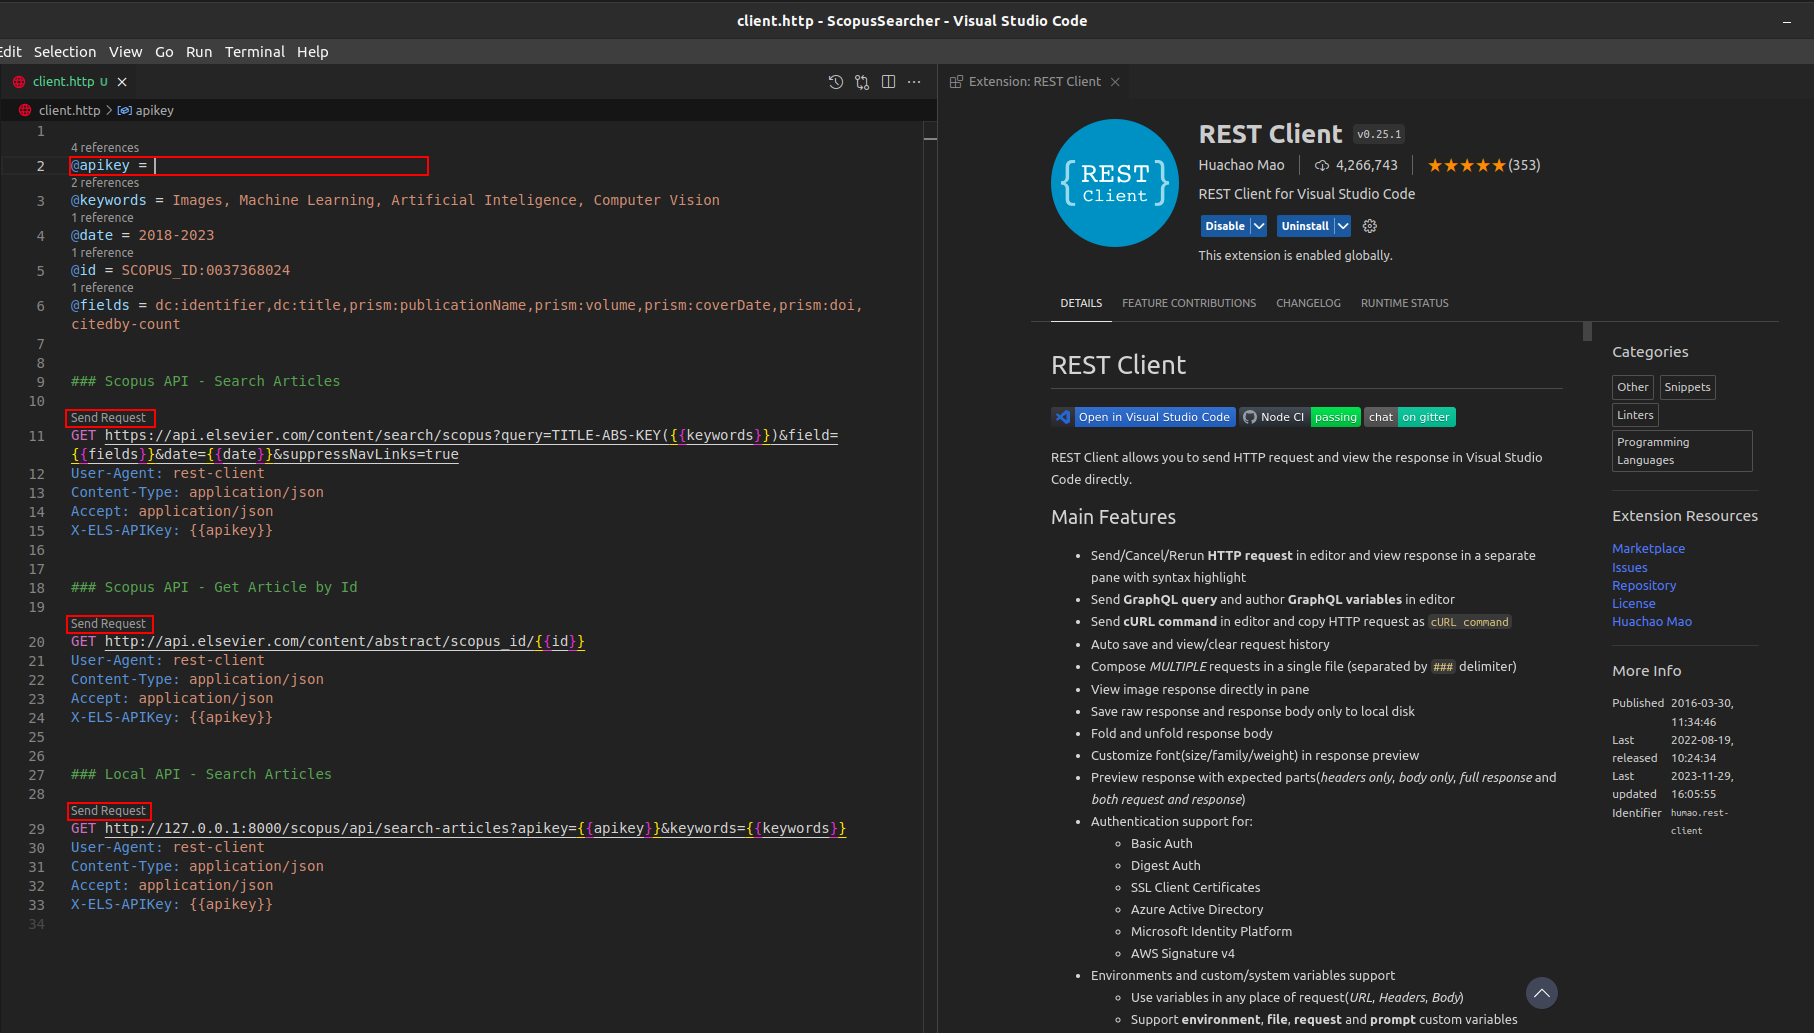 client.http - ScopusSearcher - Visual Studio Code
Edit Selection View Go Run Terminal Help
client.http U
client.http > apikey
1
4 references
2 @apikey =
2 references
3 @keywords = Images, Machine Learning, Artificial Inteligence, Computer Vision
1 reference
4 @date = 2018-2023
1 reference
5 @id = SCOPUS_ID:0037368024
1 reference
6 @fields = dc:identifier,dc:title,prism:publicationName,prism:volume,prism:coverDate,prism:doi,
citedby-count
7
8
9 ### Scopus API - Search Articles
10
Send Request
11 GET https://api.elsevier.com/content/search/scopus?query=TITLE-ABS-KEY({{keywords}})&field=
{{fields}}&date={{date}}&suppressNavLinks=true
12 User-Agent: rest-client
13 Content-Type: application/json
14 Accept: application/json
15 X-ELS-APIKey: {{apikey}}
16
17
18 ### Scopus API - Get Article by Id
19
Send Request
20 GET http://api.elsevier.com/content/abstract/scopus_id/{{id}}
21 User-Agent: rest-client
22 Content-Type: application/json
23 Accept: application/json
24 X-ELS-APIKey: {{apikey}}
25
26
27 ### Local API - Search Articles
28
Send Request
29 GET http://127.0.0.1:8000/scopus/api/search-articles?apikey={{apikey}}&keywords={{keywords}}
30 User-Agent: rest-client
31 Content-Type: application/json
32 Accept: application/json
33 X-ELS-APIKey: {{apikey}}
34
Extension: REST Client
{ REST
Client }
REST Client v0.25.1
Huachao Mao 4,266,743 ★★★★★(353)
REST Client for Visual Studio Code
Disable Uninstall
This extension is enabled globally.
DETAILS FEATURE CONTRIBUTIONS CHANGELOG RUNTIME STATUS
REST Client
Open in Visual Studio Code Node CI passing chat on gitter
REST Client allows you to send HTTP request and view the response in Visual Studio
Code directly.
Main Features
• Send/Cancel/Rerun HTTP request in editor and view response in a separate
pane with syntax highlight
• Send GraphQL query and author GraphQL variables in editor
• Send cURL command in editor and copy HTTP request as cURL command
• Auto save and view/clear request history
• Compose MULTIPLE requests in a single file (separated by ### delimiter)
• View image response directly in pane
• Save raw response and response body only to local disk
• Fold and unfold response body
• Customize font(size/family/weight) in response preview
• Preview response with expected parts(headers only, body only, full response and
both request and response)
• Authentication support for:
◦ Basic Auth
◦ Digest Auth
◦ SSL Client Certificates
◦ Azure Active Directory
◦ Microsoft Identity Platform
◦ AWS Signature v4
• Environments and custom/system variables support
◦ Use variables in any place of request(URL, Headers, Body)
◦ Support environment, file, request and prompt custom variables
Categories
Other Snippets
Linters
Programming
Languages
Extension Resources
Marketplace
Issues
Repository
License
Huachao Mao
More Info
Published 2016-03-30,
11:34:46
Last 2022-08-19,
released 10:24:34
Last 2023-11-29,
updated 16:05:55
Identifier humao.rest-
client